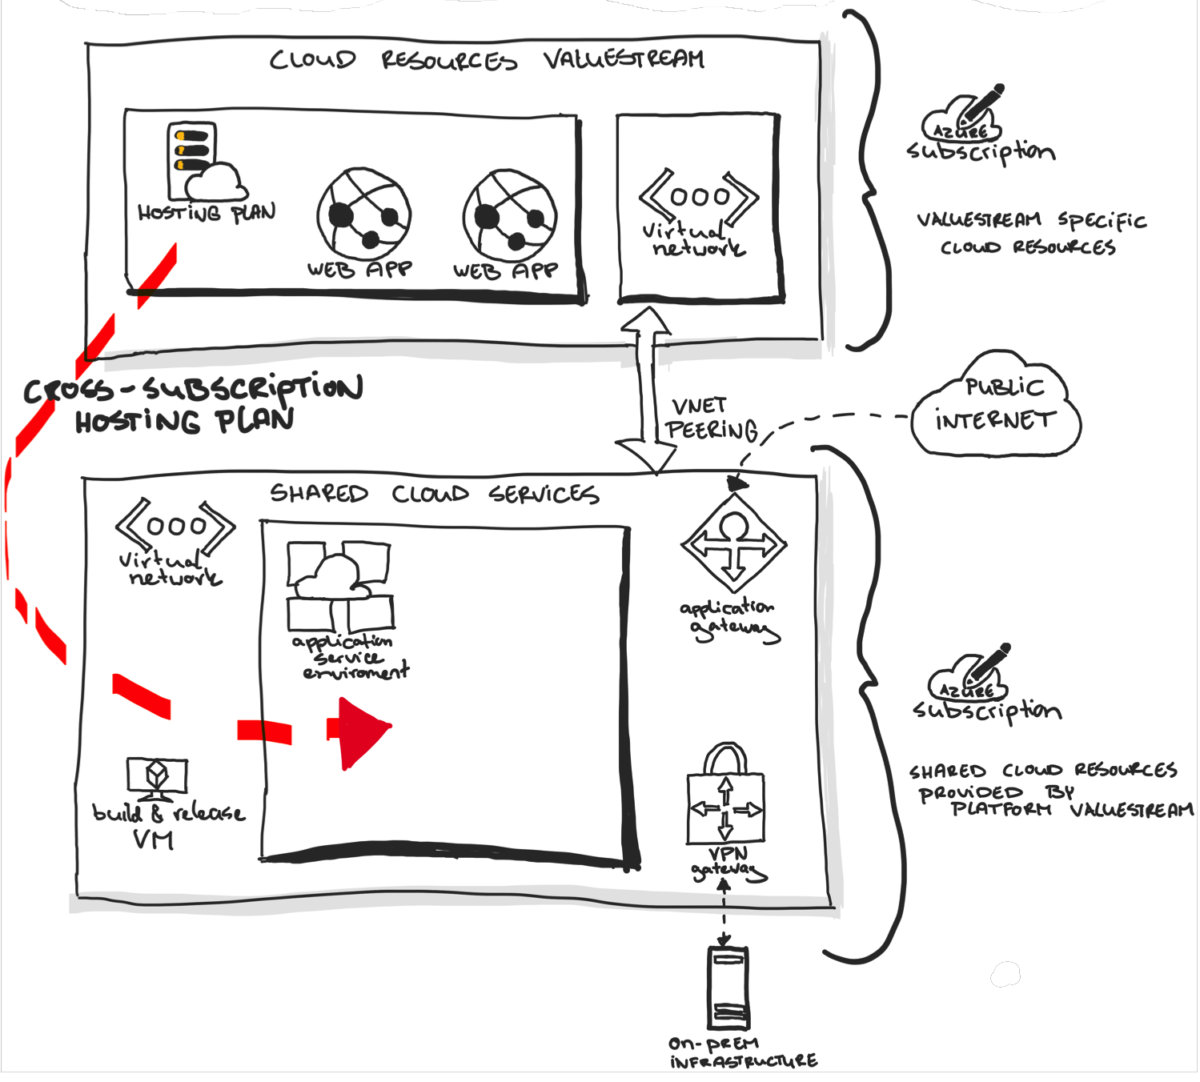 CLOUD RESOURCES VALUESTREAM
HOSTING PLAN
WEB APP
WEB APP
Virtual
network
AZURE
subscription
VALUESTREAM SPECIFIC
CLOUD RESOURCES
CROSS-SUBSCRIPTION
HOSTING PLAN
VNET
PEERING
PUBLIC
INTERNET
SHARED CLOUD SERVICES
Virtual
network
application
service
enviroment
application
gateway
AZURE
subscription
SHARED CLOUD RESOURCES
PROVIDED BY
PLATFORM VALUESTREAM
build & release
VM
VPN
gateway
on-PREM
INFRASTRUCTURE